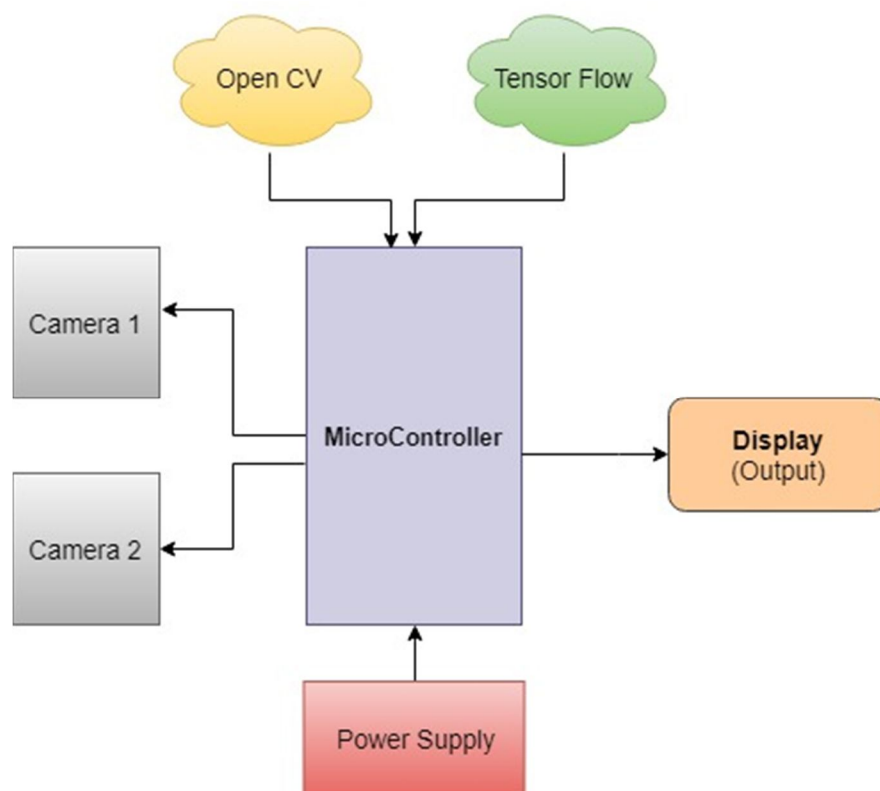 Open CV
Tensor Flow
Camera 1
MicroController
Display
(Output)
Camera 2
Power Supply